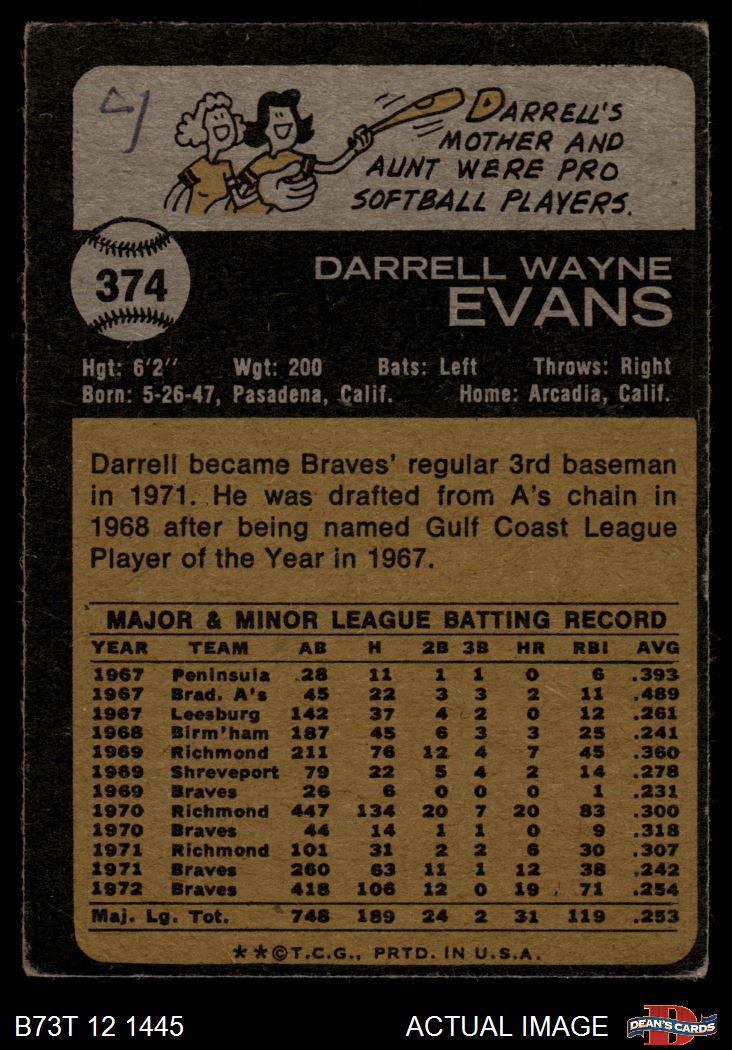 DARRELL'S
MOTHER AND
AUNT WERE PRO
SOFTBALL PLAYERS.
374
DARRELL WAYNE
EVANS
Hgt: 6'2" Wgt: 200 Bats: Left Throws: Right
Born: 5-26-47, Pasadena, Calif. Home: Arcadia, Calif.
Darrell became Braves' regular 3rd baseman
in 1971. He was drafted from A's chain in
1968 after being named Gulf Coast League
Player of the Year in 1967.
MAJOR & MINOR LEAGUE BATTING RECORD
YEAR TEAM AB H 2B 3B HR RBI AVG
1967 Peninsula 28 11 1 1 0 6 .393
1967 Brad. A's 45 22 3 3 2 11 .489
1967 Leesburg 142 37 4 2 0 12 .261
1968 Birm'ham 187 45 6 3 3 25 .241
1969 Richmond 211 76 12 4 7 45 .360
1969 Shreveport 79 22 5 4 2 14 .278
1969 Braves 26 6 0 0 0 1 .231
1970 Richmond 447 134 20 7 20 83 .300
1970 Braves 44 14 1 1 0 9 .318
1971 Richmond 101 31 2 2 6 30 .307
1971 Braves 260 63 11 1 12 38 .242
1972 Braves 418 106 12 0 19 71 .254
Maj. Lg. Tot. 748 189 24 2 31 119 .253
**©T.C.G., PRTD. IN U.S.A.
B73T 12 1445 ACTUAL IMAGE
DEAN'S CARDS